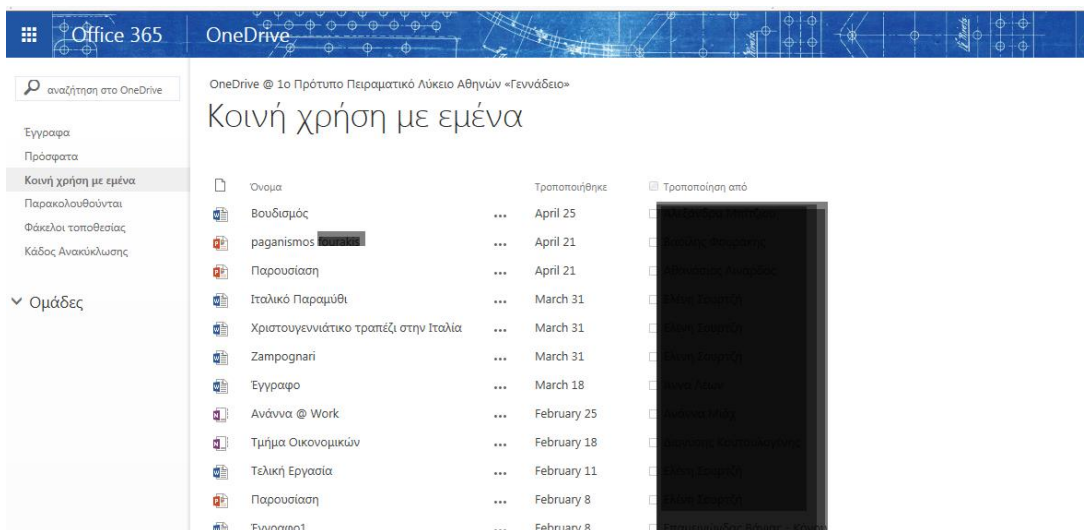 Office 365 OneDrive
αναζήτηση στο OneDrive
Έγγραφα
Πρόσφατα
Κοινή χρήση με εμένα
Παρακολουθούνται
Φάκελοι τοποθεσίας
Κάδος Ανακύκλωσης
Ομάδες
OneDrive @ 1ο Πρότυπο Πειραματικό Λύκειο Αθηνών «Γεννάδειο»
Κοινή χρήση με εμένα
Όνομα Τροποποιήθηκε Τροποποίηση από
Βουδισμός ... April 25
paganismos ... April 21
Παρουσίαση ... April 21
Ιταλικό Παραμύθι ... March 31
Χριστουγεννιάτικο τραπέζι στην Ιταλία ... March 31
Zampognari ... March 31
Έγγραφο ... March 18
Ανάννα @ Work ... February 25
Τμήμα Οικονομικών ... February 18
Τελική Εργασία ... February 11
Παρουσίαση ... February 8
Έγγραφο1 ... February 8